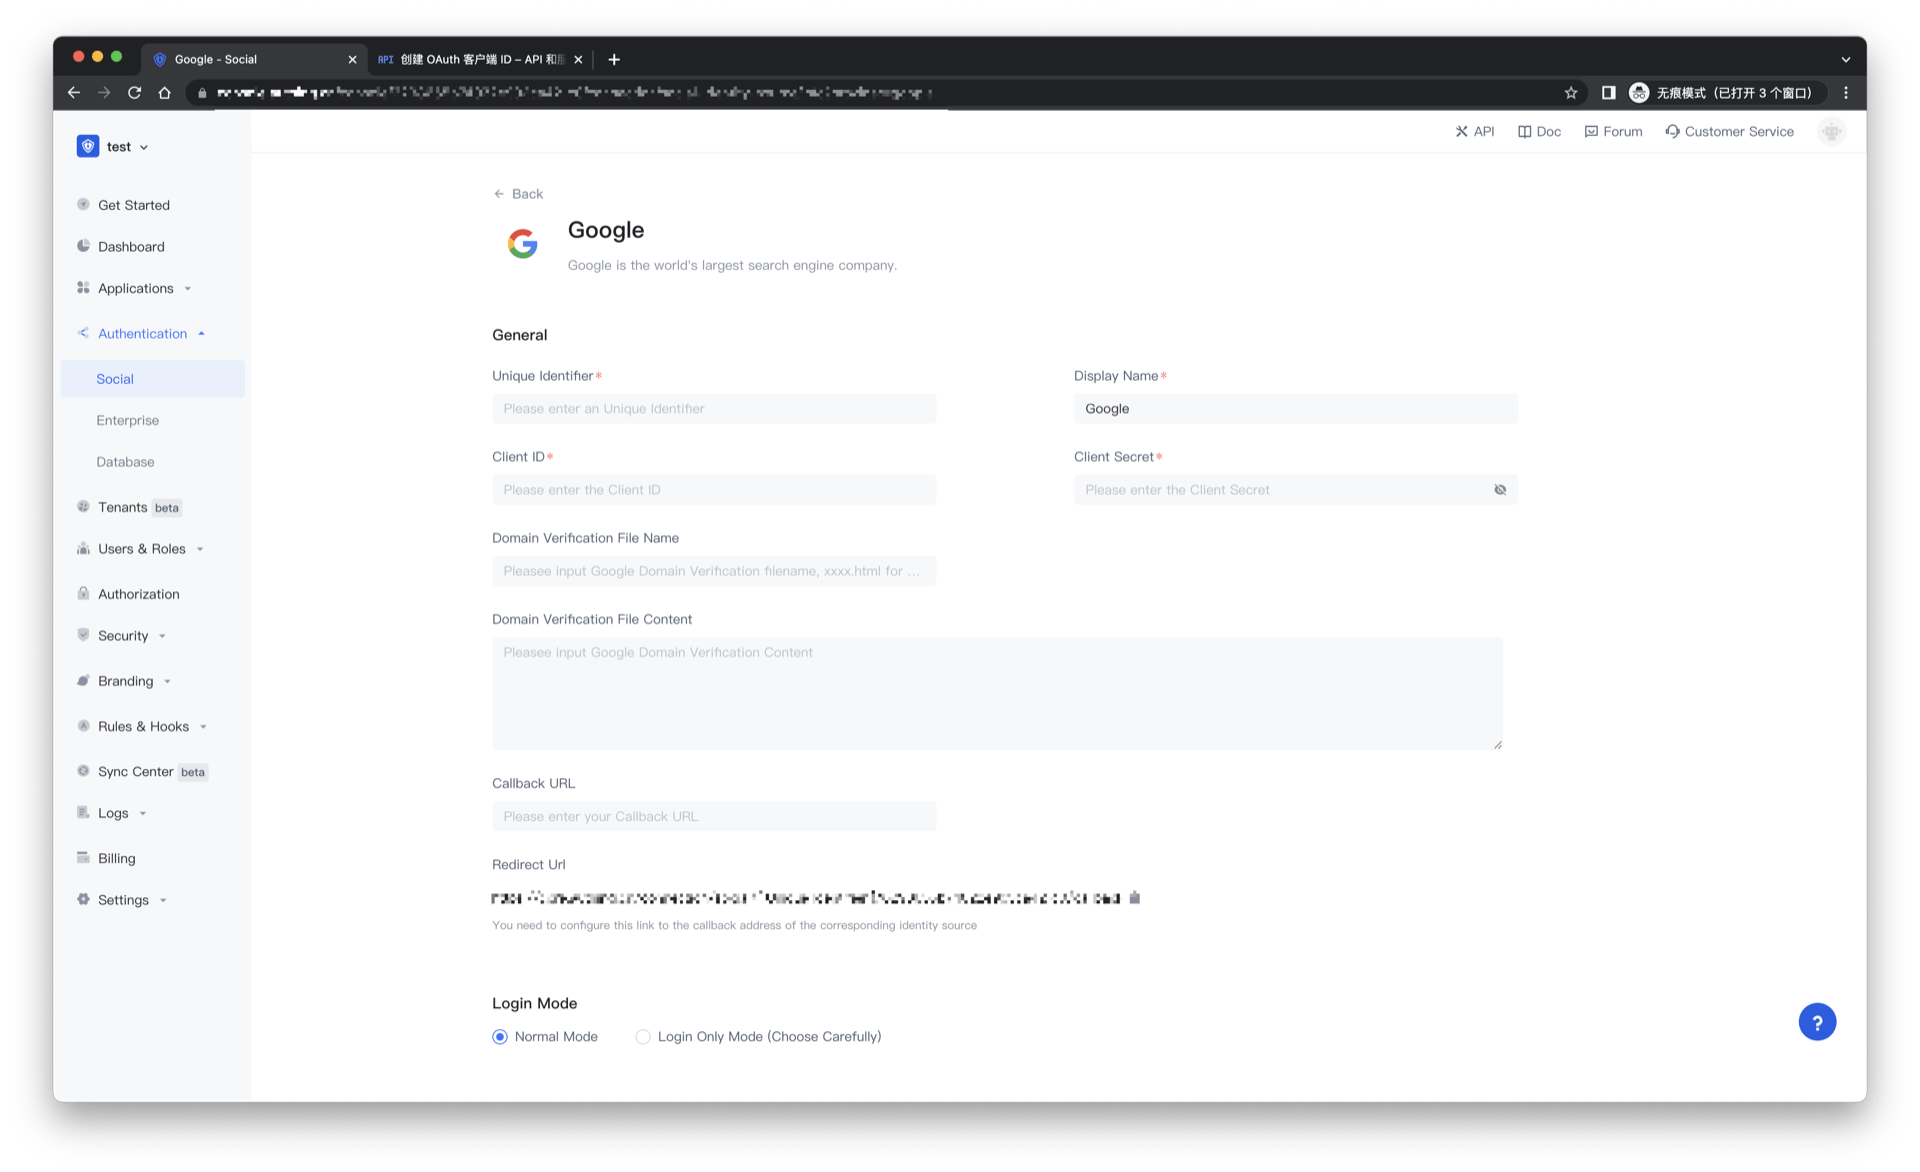 Google - Social
API 创建 OAuth 客户端 ID – API 和
无痕模式（已打开 3 个窗口）
test
API
Doc
Forum
Customer Service
Get Started
Dashboard
Applications
Authentication
Social
Enterprise
Database
Tenants beta
Users & Roles
Authorization
Security
Branding
Rules & Hooks
Sync Center beta
Logs
Billing
Settings
Back
Google
Google is the world's largest search engine company.
General
Unique Identifier*
Please enter an Unique Identifier
Display Name*
Google
Client ID*
Please enter the Client ID
Client Secret*
Please enter the Client Secret
Domain Verification File Name
Pleasee input Google Domain Verification filename, xxxx.html for ...
Domain Verification File Content
Pleasee input Google Domain Verification Content
Callback URL
Please enter your Callback URL
Redirect Url
You need to configure this link to the callback address of the corresponding identity source
Login Mode
Normal Mode
Login Only Mode (Choose Carefully)
?